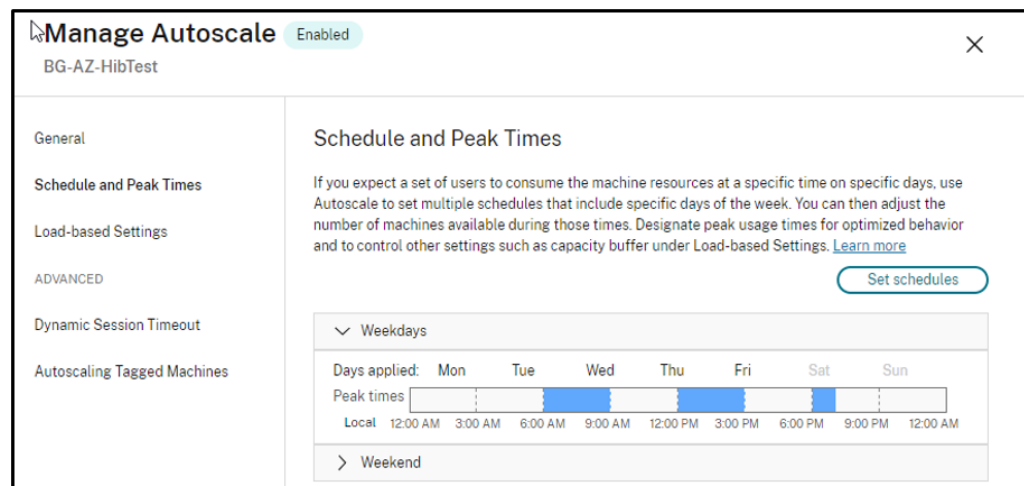 Manage Autoscale Enabled
BG-AZ-HibTest
General
Schedule and Peak Times
Load-based Settings
ADVANCED
Dynamic Session Timeout
Autoscaling Tagged Machines
Schedule and Peak Times
If you expect a set of users to consume the machine resources at a specific time on specific days, use
Autoscale to set multiple schedules that include specific days of the week. You can then adjust the
number of machines available during those times. Designate peak usage times for optimized behavior
and to control other settings such as capacity buffer under Load-based Settings. Learn more
Set schedules
Weekdays
Days applied: Mon Tue Wed Thu Fri Sat Sun
Peak times
Local 12:00 AM 3:00 AM 6:00 AM 9:00 AM 12:00 PM 3:00 PM 6:00 PM 9:00 PM 12:00 AM
Weekend